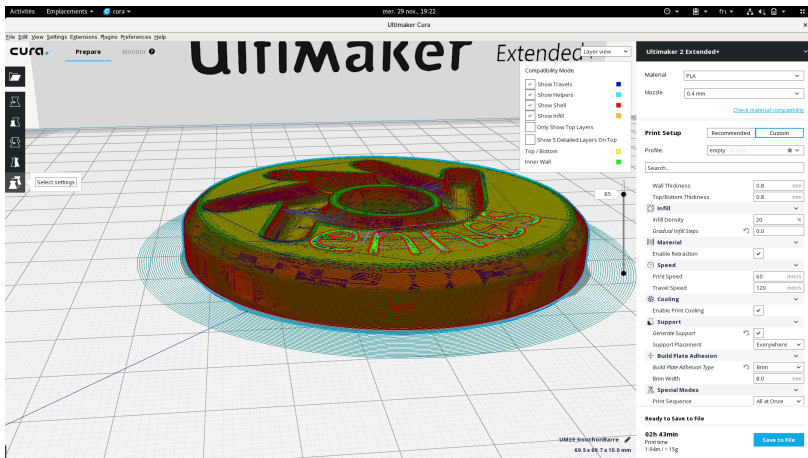 Activités Emplacements cura mer. 29 nov., 19:22 fr₁
Ultimaker Cura
File Edit View Settings Extensions Plugins Preferences Help
cura. Prepare Monitor
Ultimaker Extended+
Layer view
Compatibility Mode
Show Travels
Show Helpers
Show Shell
Show Infill
Only Show Top Layers
Show 5 Detailed Layers On Top
Top / Bottom
Inner Wall
Select settings
85
Ultimaker 2 Extended+
Material PLA
Nozzle 0.4 mm
Check material compatibility
Print Setup Recommended Custom
Profile: empty
Search...
Wall Thickness 0.8 mm
Top/Bottom Thickness 0.8 mm
Infill
Infill Density 20 %
Gradual Infill Steps 0.0
Material
Enable Retraction
Speed
Print Speed 60 mm/s
Travel Speed 120 mm/s
Cooling
Enable Print Cooling
Support
Generate Support
Support Placement Everywhere
Build Plate Adhesion
Build Plate Adhesion Type Brim
Brim Width 8.0 mm
Special Modes
Print Sequence All at Once
Ready to Save to File
UM2E_bouchonBarre
69.5 x 69.7 x 10.0 mm
02h 43min
Print time
1.94m / ~ 15g
Save to File